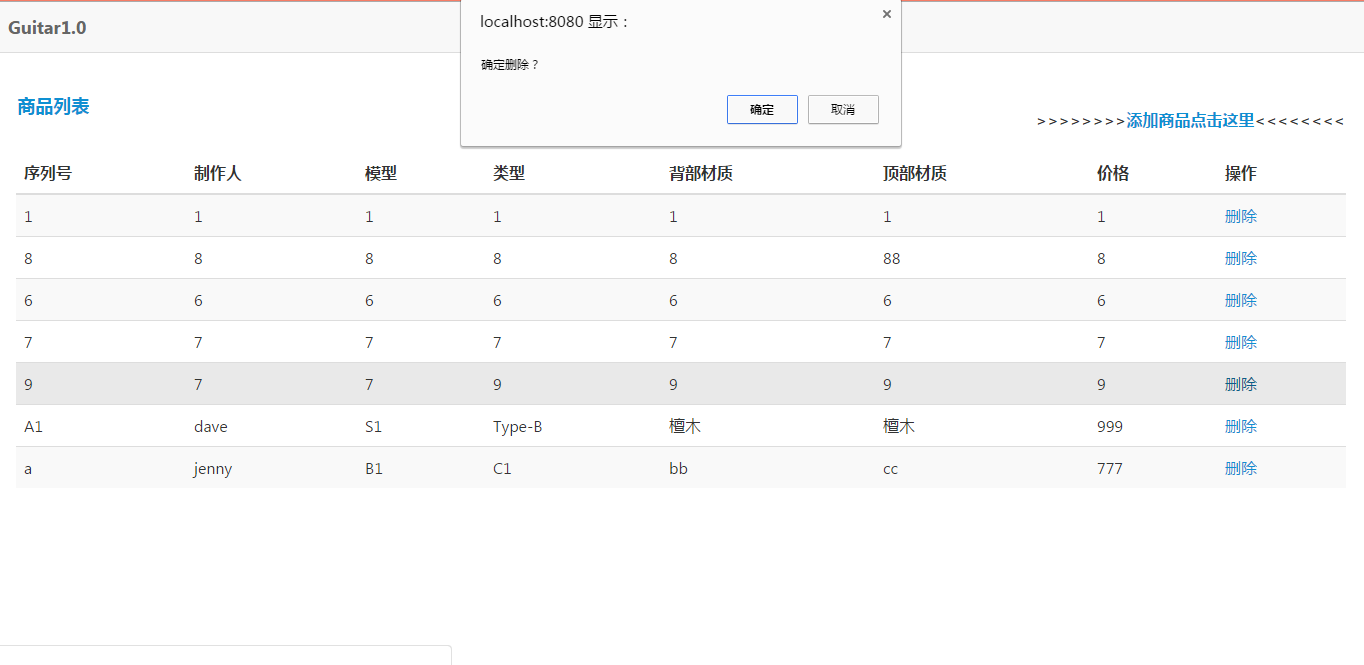 localhost:8080 显示：
×
确定删除？
确定 取消
Guitar1.0
商品列表
>>>>>>>>添加商品点击这里<<<<<<<<
序列号 制作人 模型 类型 背部材质 顶部材质 价格 操作
1 1 1 1 1 1 1 删除
8 8 8 8 8 88 8 删除
6 6 6 6 6 6 6 删除
7 7 7 7 7 7 7 删除
9 7 7 9 9 9 9 删除
A1 dave S1 Type-B 檀木 檀木 999 删除
a jenny B1 C1 bb cc 777 删除